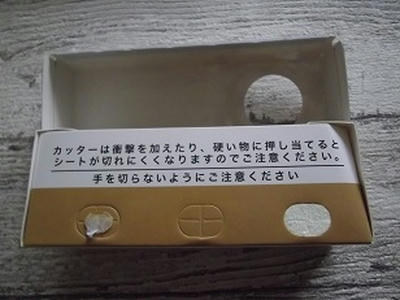 カッターは衝撃を加えたり、硬い物に押し当てると
シートが切れにくくなりますのでご注意ください。
手を切らないようにご注意ください